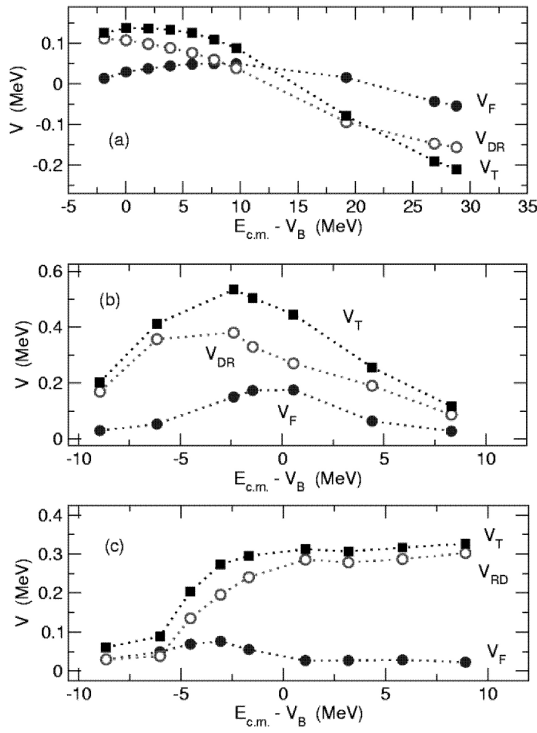 0.1
0
-0.1
-0.2
V (MeV)
(a)
V_F
V_DR
V_T
-5 0 5 10 15 20 25 30 35
E_c.m. - V_B (MeV)
0.6
0.4
0.2
0
V (MeV)
(b)
V_T
V_DR
V_F
-10 -5 0 5 10
E_c.m. - V_B (MeV)
0.4
0.3
0.2
0.1
0
V (MeV)
(c)
V_T
V_RD
V_F
-10 -5 0 5 10
E_c.m. - V_B (MeV)